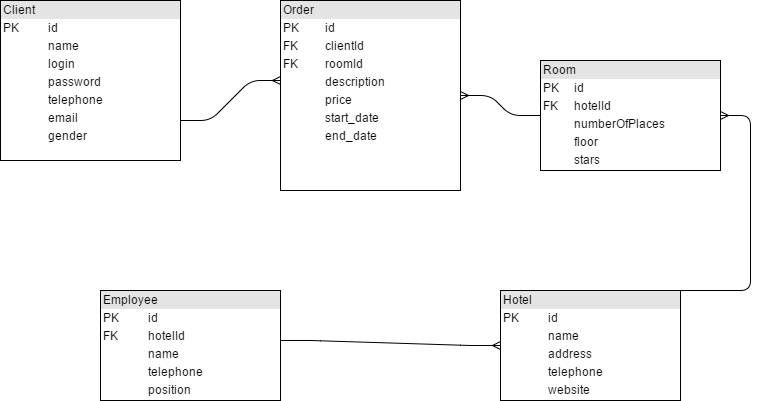 Client
PK id
name
login
password
telephone
email
gender
Order
PK id
FK clientId
FK roomId
description
price
start_date
end_date
Room
PK id
FK hotelId
numberOfPlaces
floor
stars
Employee
PK id
FK hotelId
name
telephone
position
Hotel
PK id
name
address
telephone
website